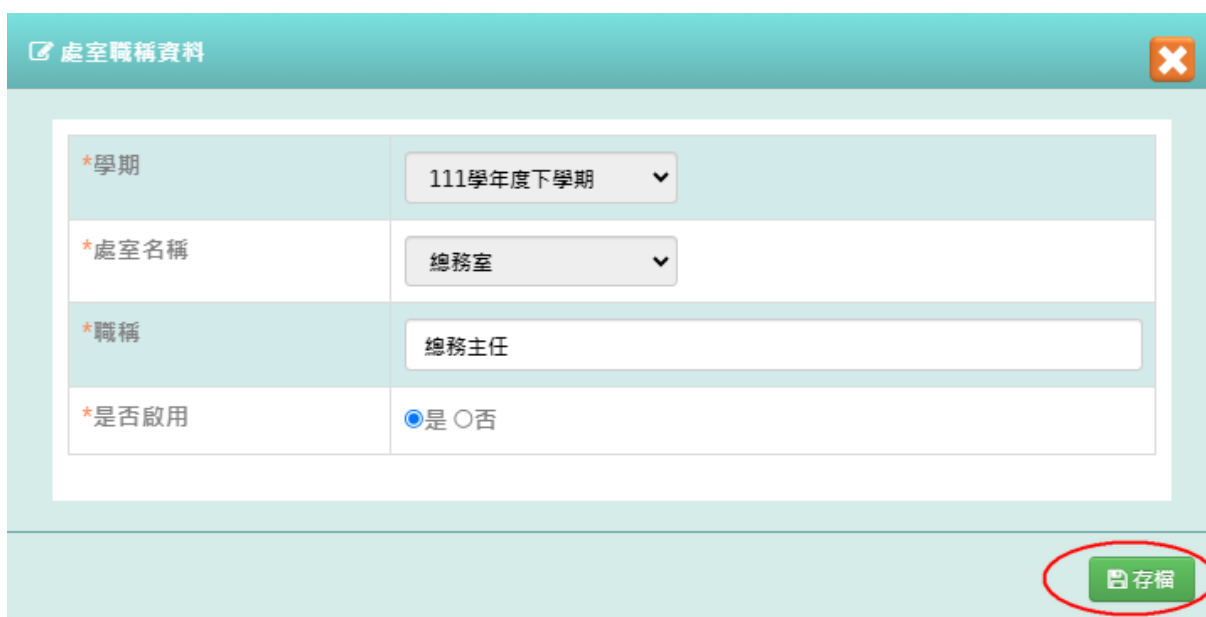 處室職稱資料
*學期
111學年度下學期
*處室名稱
總務室
*職稱
總務主任
*是否啟用
是 否
存檔